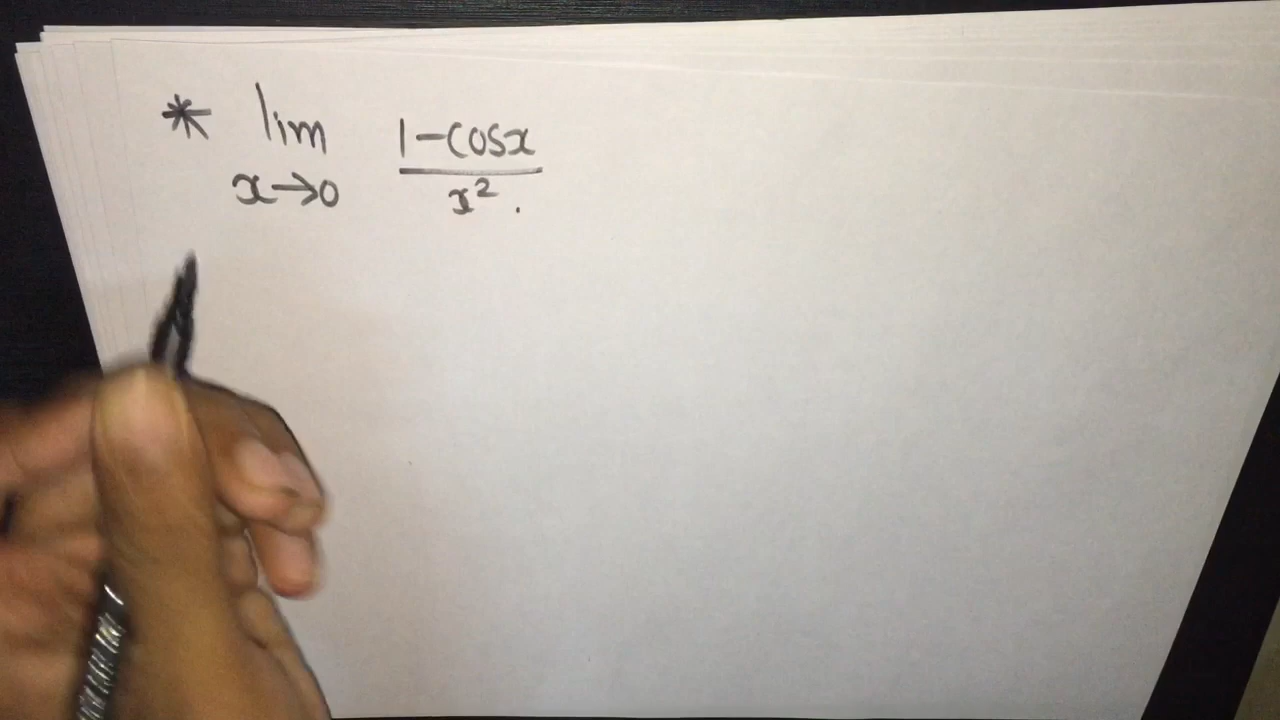 * lim 1-cosx
x→0 x².